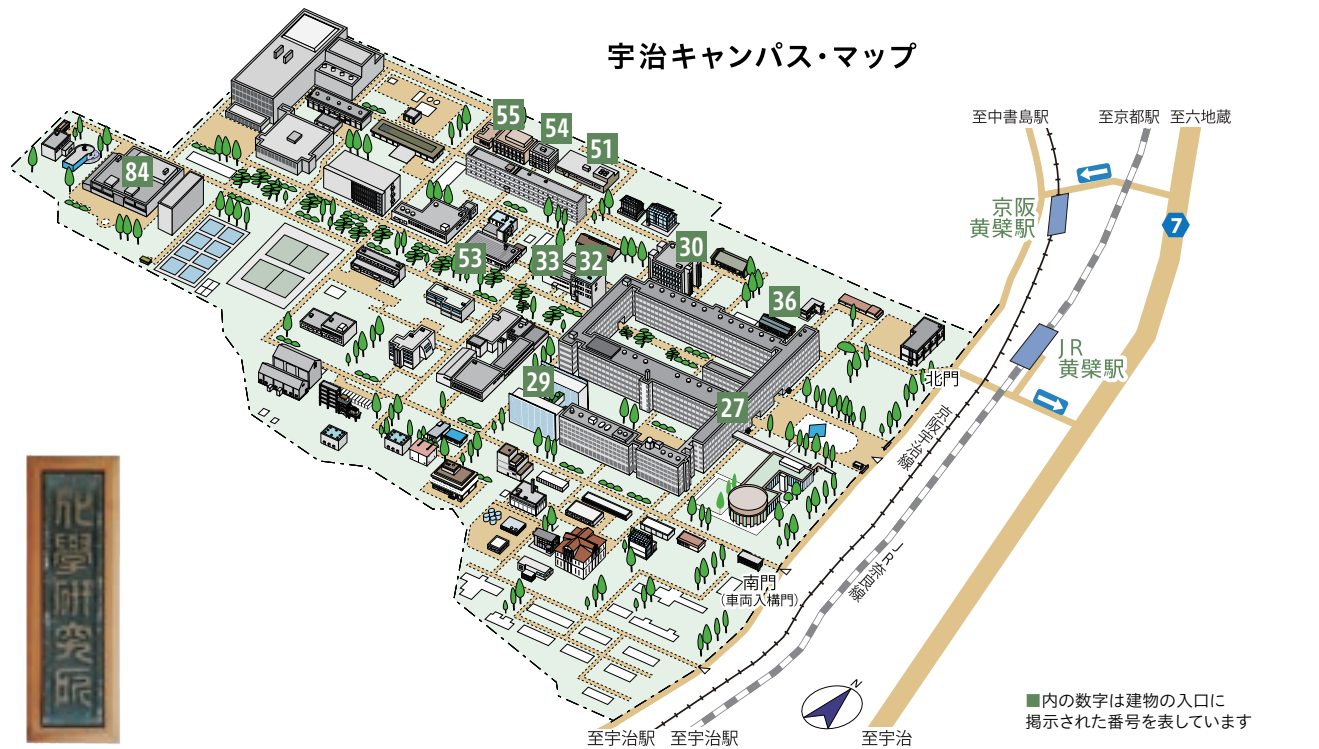 宇治キャンパス・マップ
55
54
51
84
53
33
32
30
36
29
27
至中書島駅
至京都駅
至六地蔵
京阪
黄檗駅
7
JR
黄檗駅
北門
京阪宇治線
JR奈良線
南門
(車両入構門)
至宇治駅
至宇治駅
至宇治
N
■内の数字は建物の入口に
掲示された番号を表しています
化學研究所